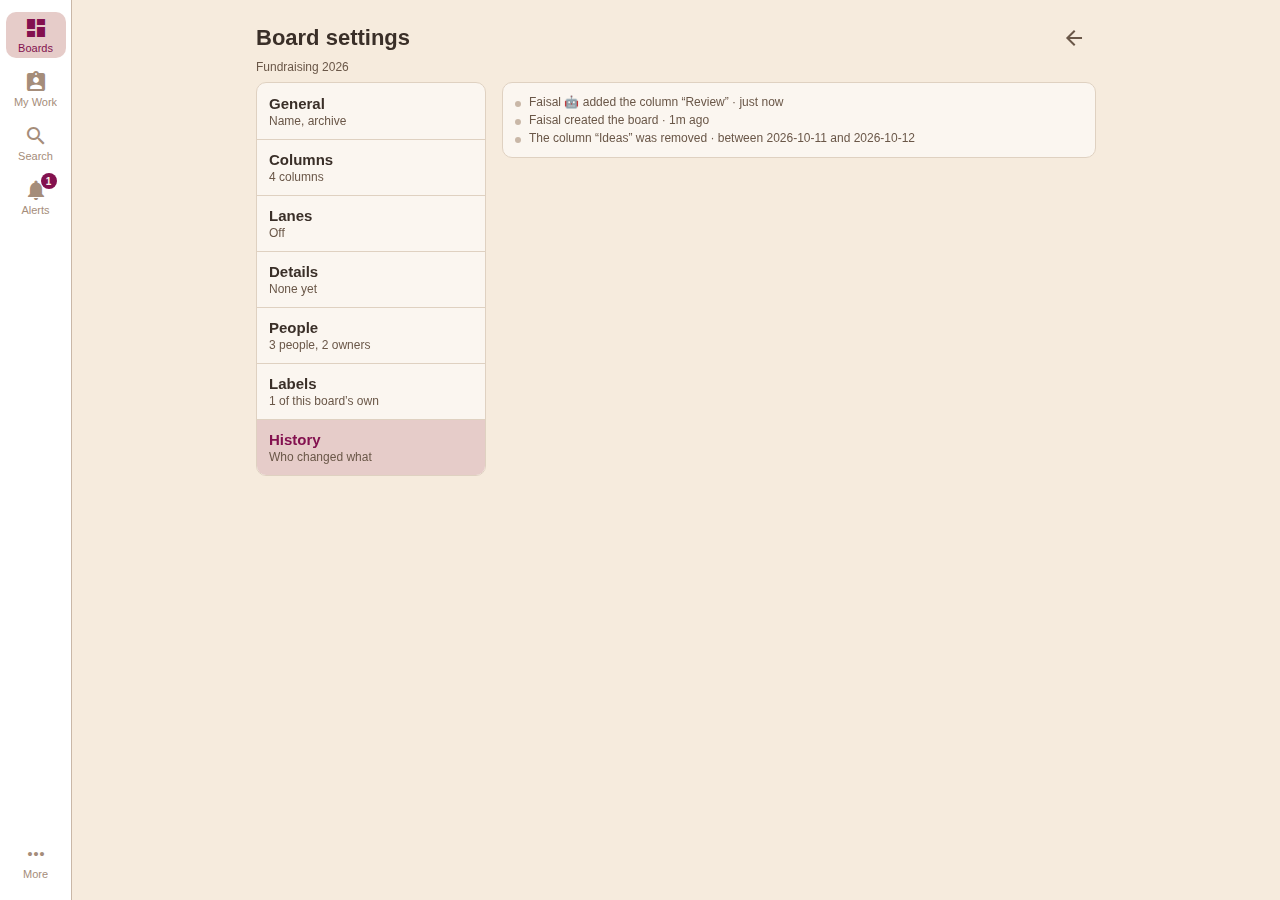 Boards
My Work
Search
1
Alerts
More
Board settings
Fundraising 2026
General
Name, archive
Columns
4 columns
Lanes
Off
Details
None yet
People
3 people, 2 owners
Labels
1 of this board’s own
History
Who changed what
Faisal 🤖 added the column “Review” · just now
Faisal created the board · 1m ago
The column “Ideas” was removed · between 2026-10-11 and 2026-10-12